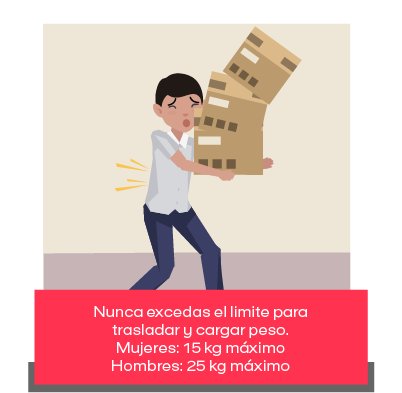 Nunca excedas el limite para
trasladar y cargar peso.
Mujeres: 15 kg máximo
Hombres: 25 kg máximo